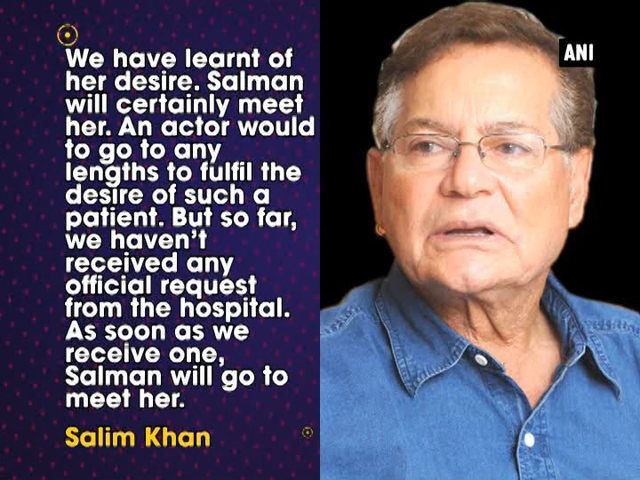 We have learnt of
her desire. Salman
will certainly meet
her. An actor would
to go to any
lengths to fulfil the
desire of such a
patient. But so far,
we haven't
received any
official request
from the hospital.
As soon as we
receive one,
Salman will go to
meet her.
Salim Khan
ANI